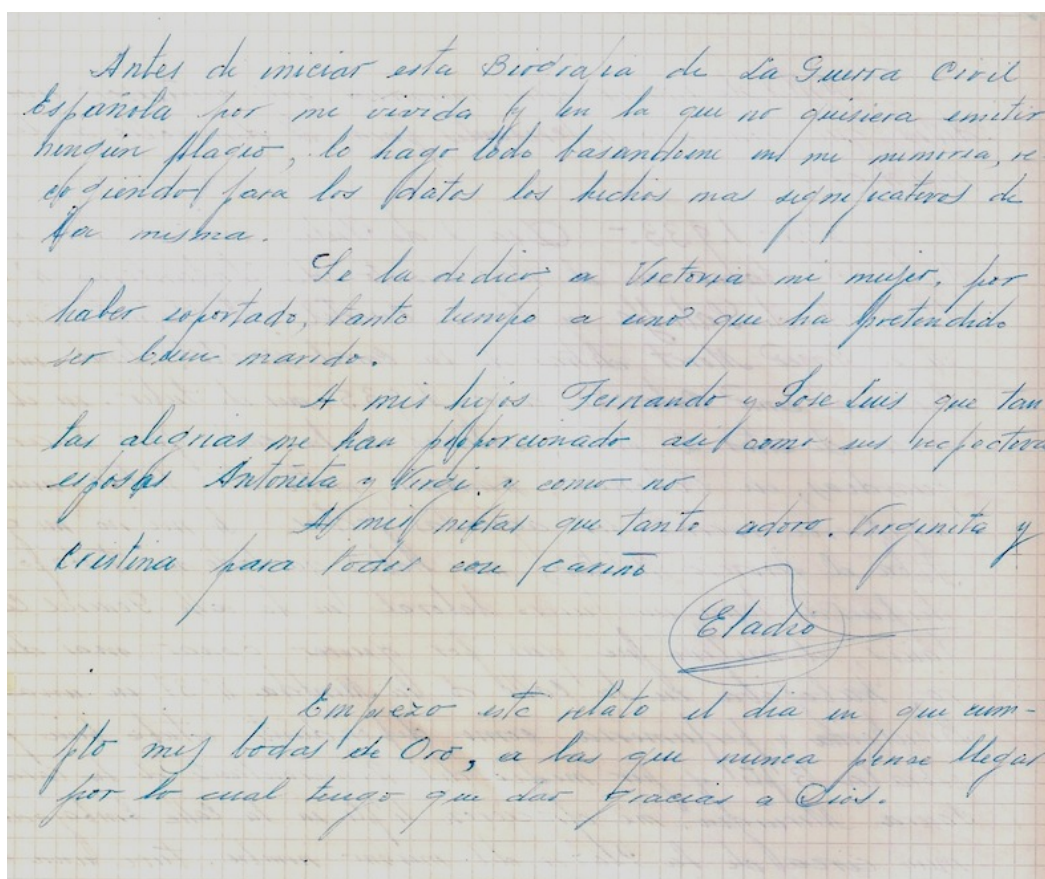 Antes de iniciar esta Biografia de La Guerra Civil
Española por mi vivida y en la que no quisiera emitir
ningun plagio, lo hago todo basandome en mi memoria, re-
cogiendo para los datos los hechos mas significativos de
la misma.
Se la dedico a Victoria mi mujer, por
haber soportado, tanto tiempo a uno que ha pretendido
ser buen marido.
A mis hijos Fernando y Jose Luis que tan
tas alegrias me han proporcionado asi como sus respectivas
esposas Antoñita y Virgi. y como no
A mis nietas que tanto adoro. Virginita y
Cristina para todas con cariño
Eladio
Empiezo este relato el dia en que cum-
plo mis bodas de Oro, a las que nunca pense llegar
por lo cual tengo que dar gracias a Dios.